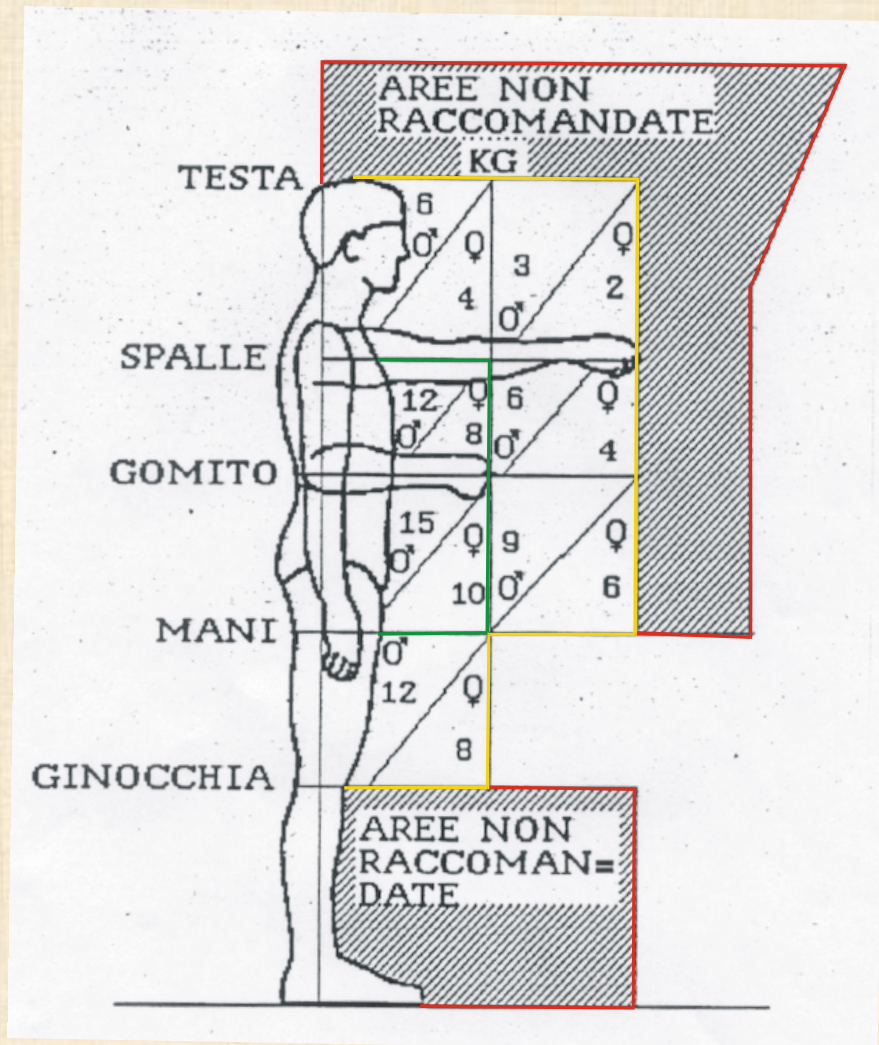 AREE NON
RACCOMANDATE
KG
TESTA
6
♂ ♀
4
3
♂
♀
2
SPALLE
12
♂ ♀
8
6
♂
♀
4
GOMITO
15
♂ ♀
10
9
♂
♀
6
MANI
♂
12
♀
8
GINOCCHIA
AREE NON
RACCOMAN=
DATE